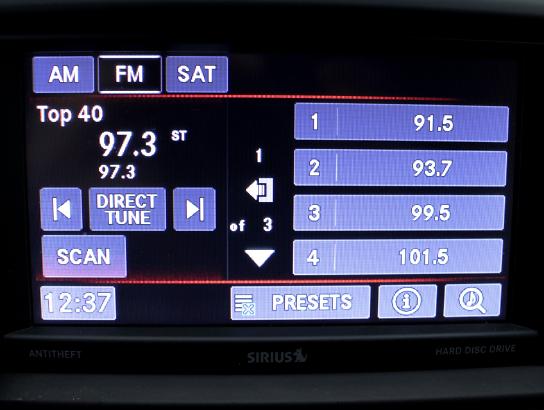 AM FM SAT
Top 40
97.3 ST
97.3
DIRECT
TUNE
SCAN
1
of 3
1 91.5
2 93.7
3 99.5
4 101.5
12:37 PRESETS
ANTITHEFT SIRIUS HARD DISC DRIVE